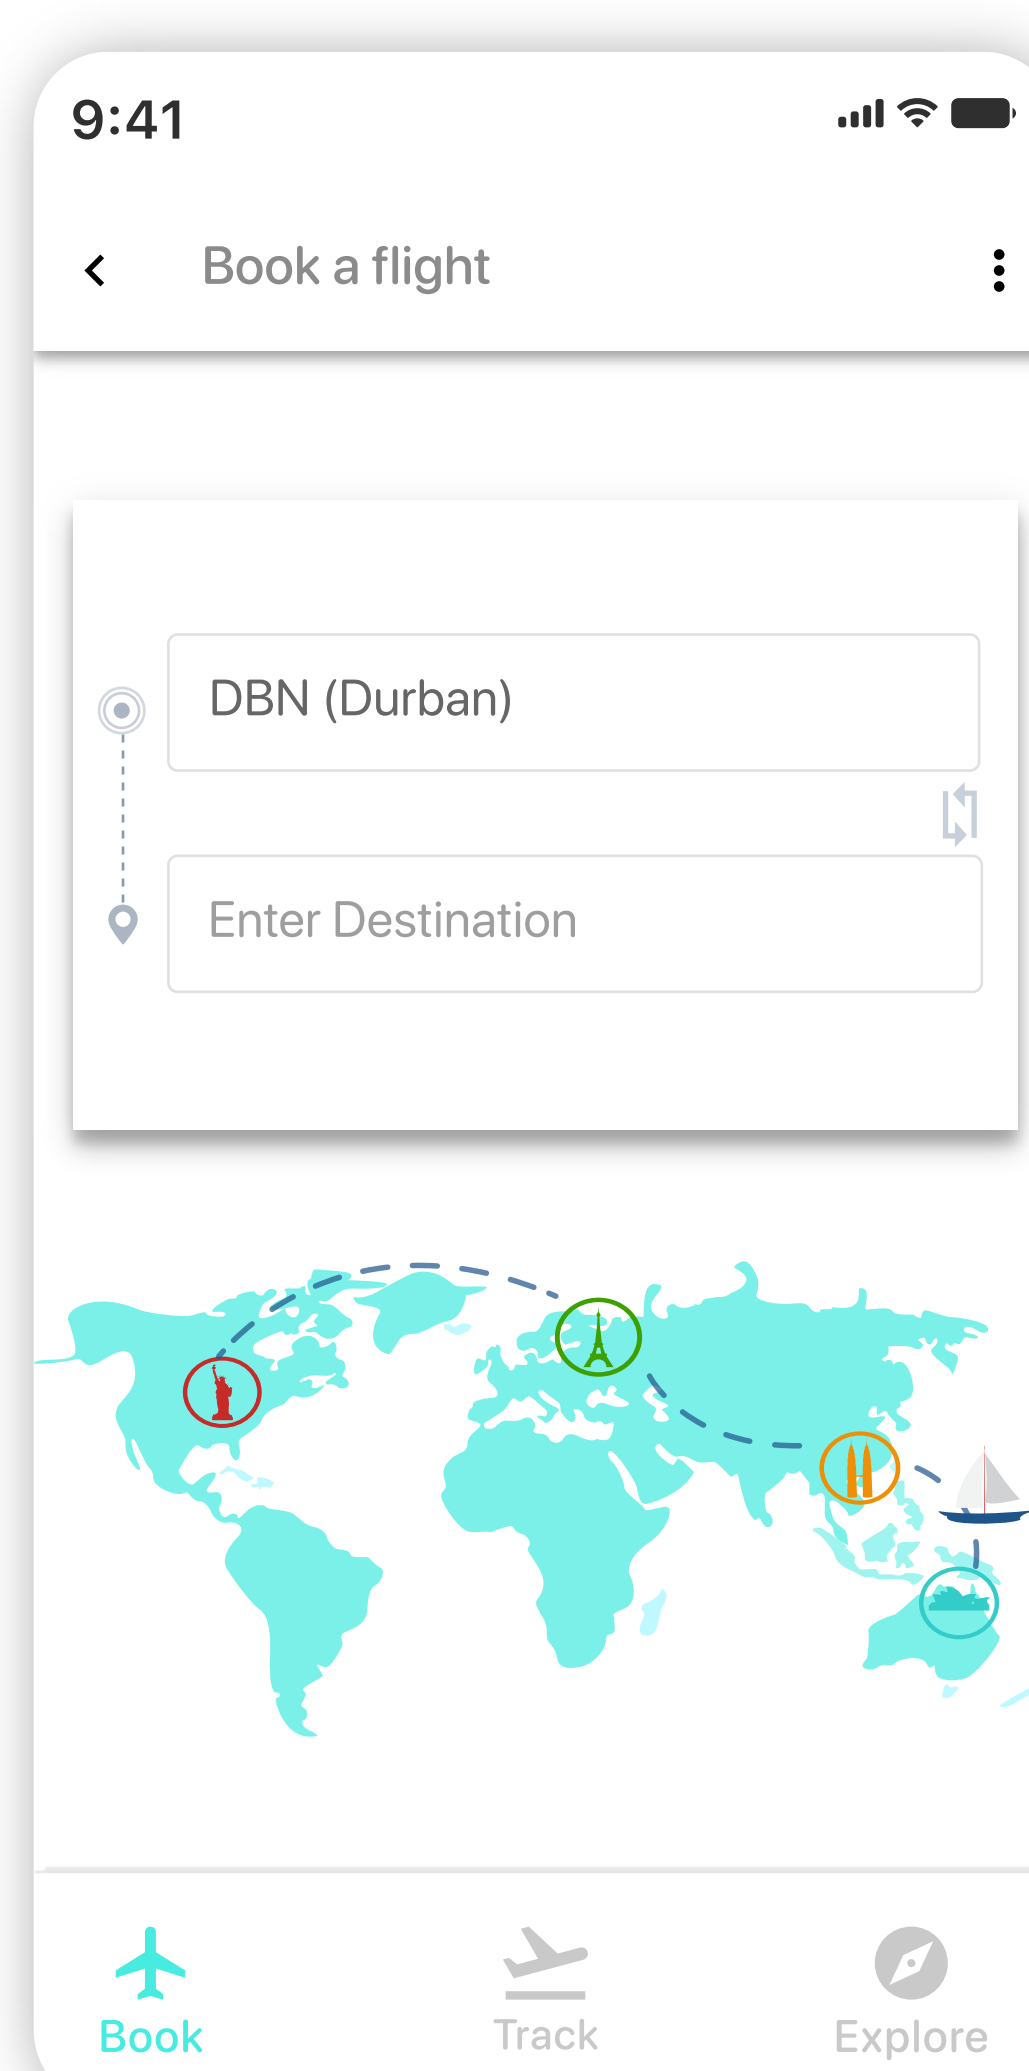 9:41
Book a flight
DBN (Durban)
Enter Destination
Book
Track
Explore